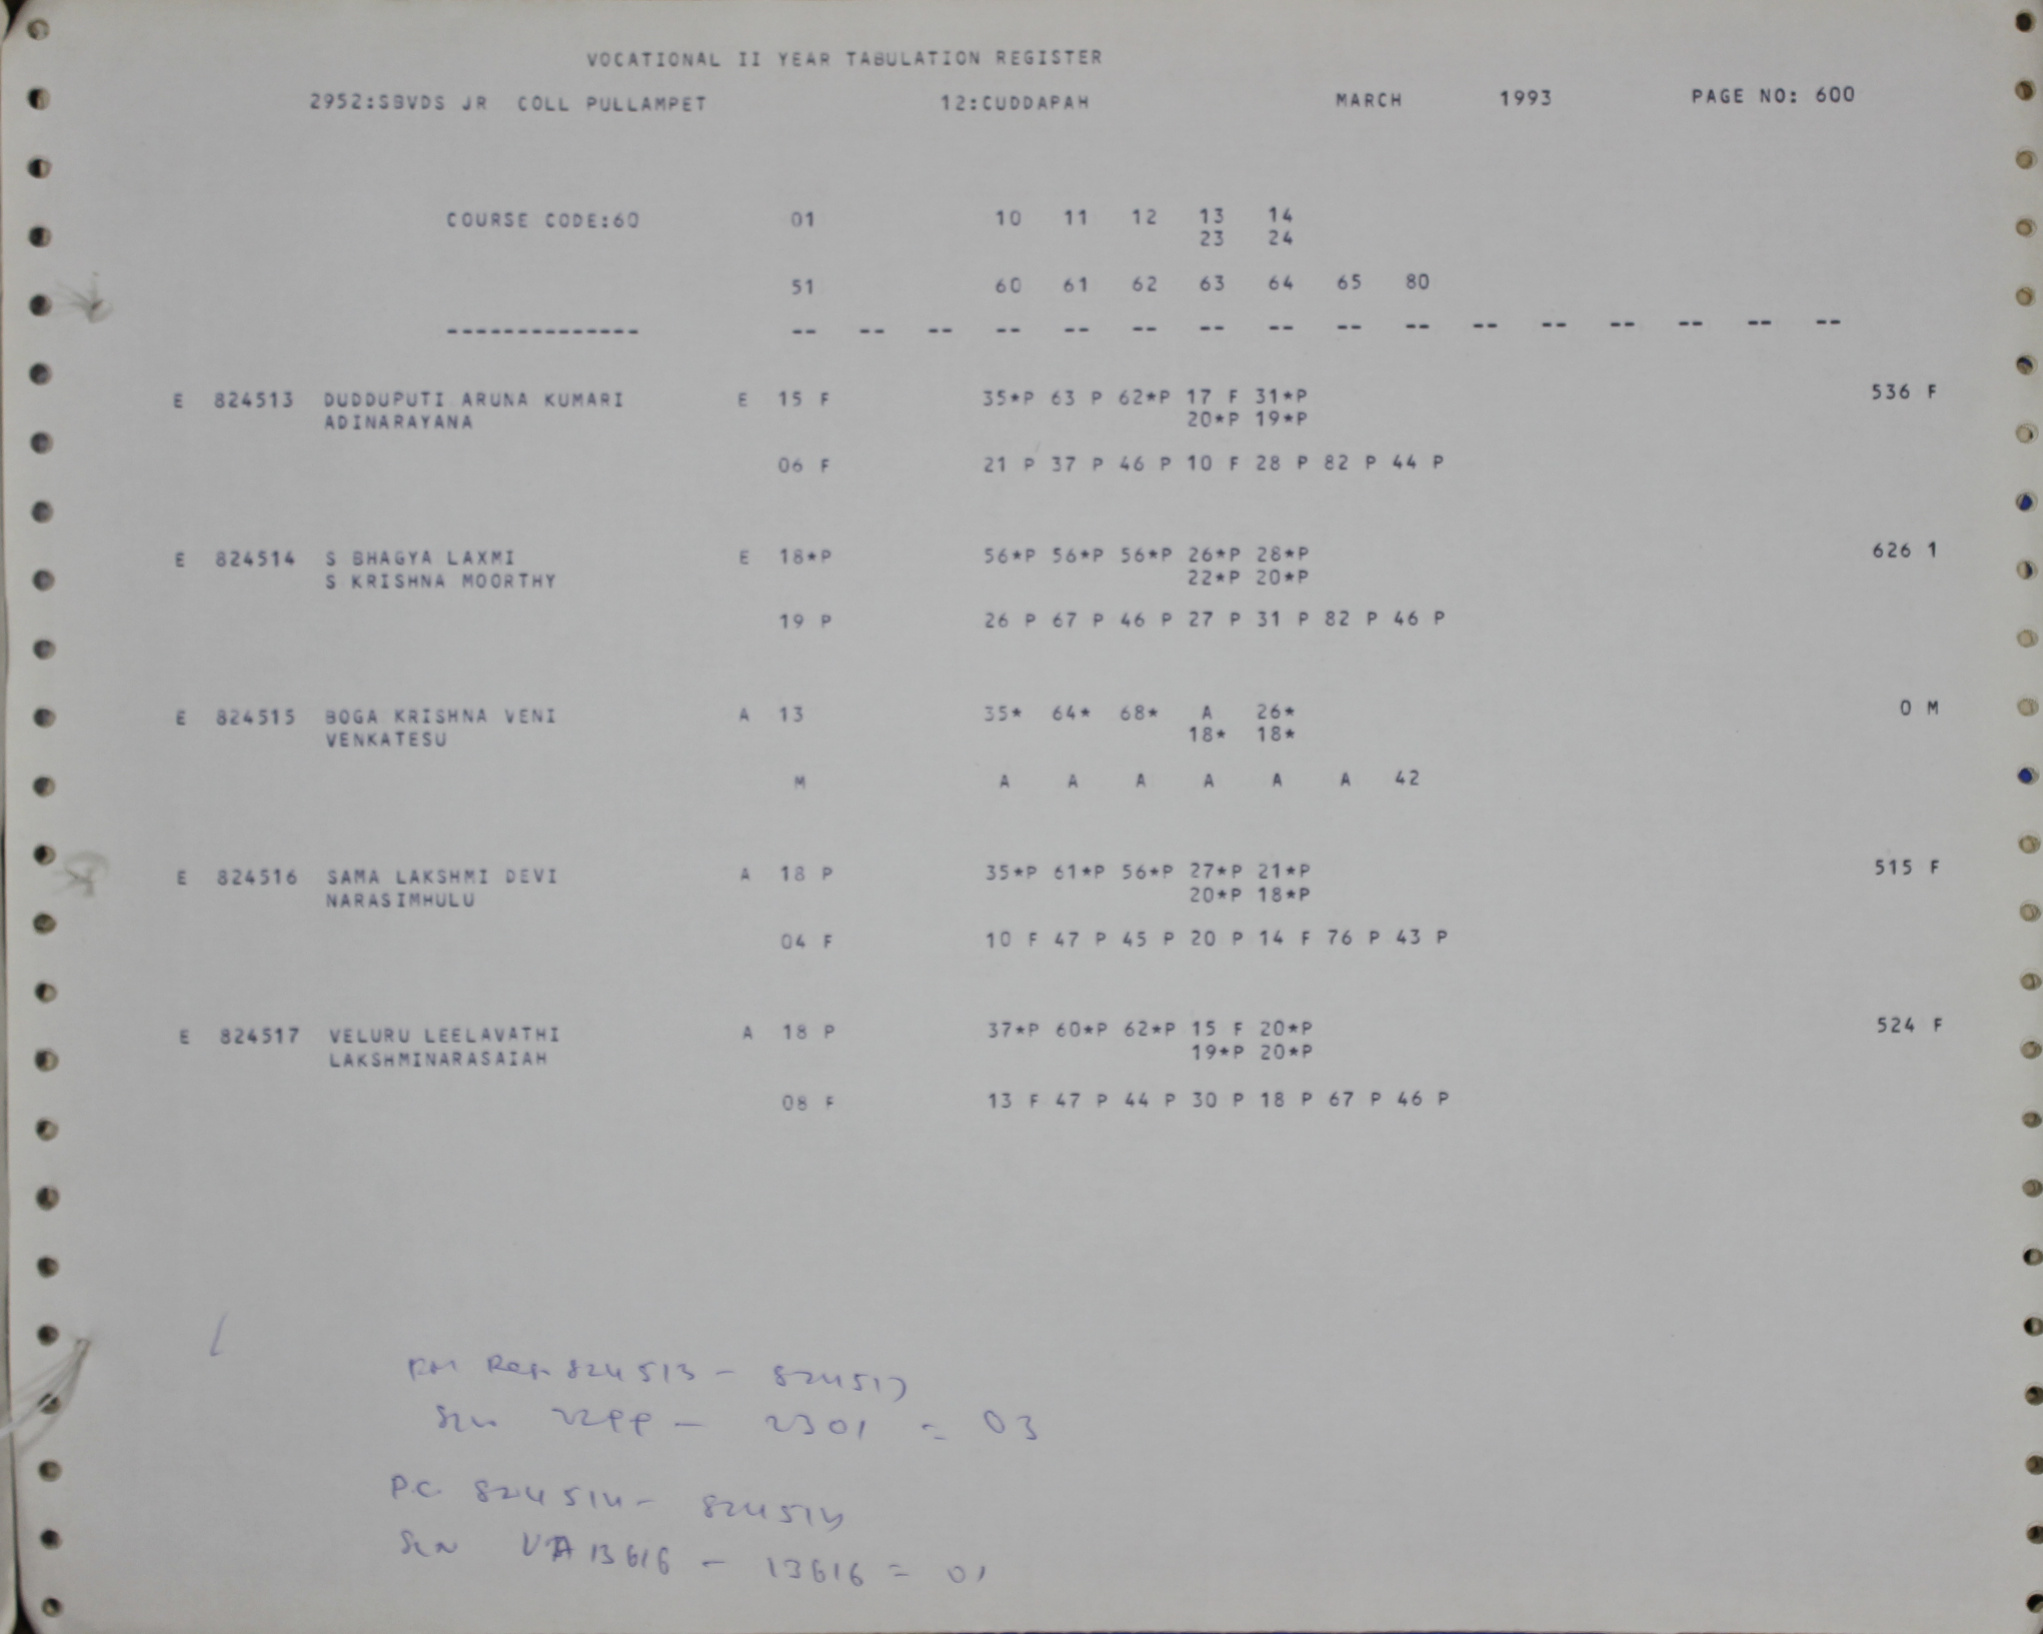 VOCATIONAL II YEAR TABULATION REGISTER
2952:SBVDS JR COLL PULLAMPET 12:CUDDAPAH MARCH 1993 PAGE NO: 600
COURSE CODE:60 01 10 11 12 13 14
23 24
51 60 61 62 63 64 65 80
-------------- -- -- -- -- -- -- -- -- -- -- -- -- -- -- -- --
E 824513 DUDDUPUTI ARUNA KUMARI E 15 F 35*P 63 P 62*P 17 F 31*P 536 F
ADINARAYANA 20*P 19*P
06 F 21 P 37 P 46 P 10 F 28 P 82 P 44 P
E 824514 S BHAGYA LAXMI E 18*P 56*P 56*P 56*P 26*P 28*P 626 1
S KRISHNA MOORTHY 22*P 20*P
19 P 26 P 67 P 46 P 27 P 31 P 82 P 46 P
E 824515 BOGA KRISHNA VENI A 13 35* 64* 68* A 26* 0 M
VENKATESU 18* 18*
M A A A A A A 42
E 824516 SAMA LAKSHMI DEVI A 18 P 35*P 61*P 56*P 27*P 21*P 515 F
NARASIMHULU 20*P 18*P
04 F 10 F 47 P 45 P 20 P 14 F 76 P 43 P
E 824517 VELURU LEELAVATHI A 18 P 37*P 60*P 62*P 15 F 20*P 524 F
LAKSHMINARASAIAH 19*P 20*P
08 F 13 F 47 P 44 P 30 P 18 P 67 P 46 P
824513 - 824517
2299 - 2301 = 03
P.C. 824514 - 824514
VA 13616 - 13616 = 01